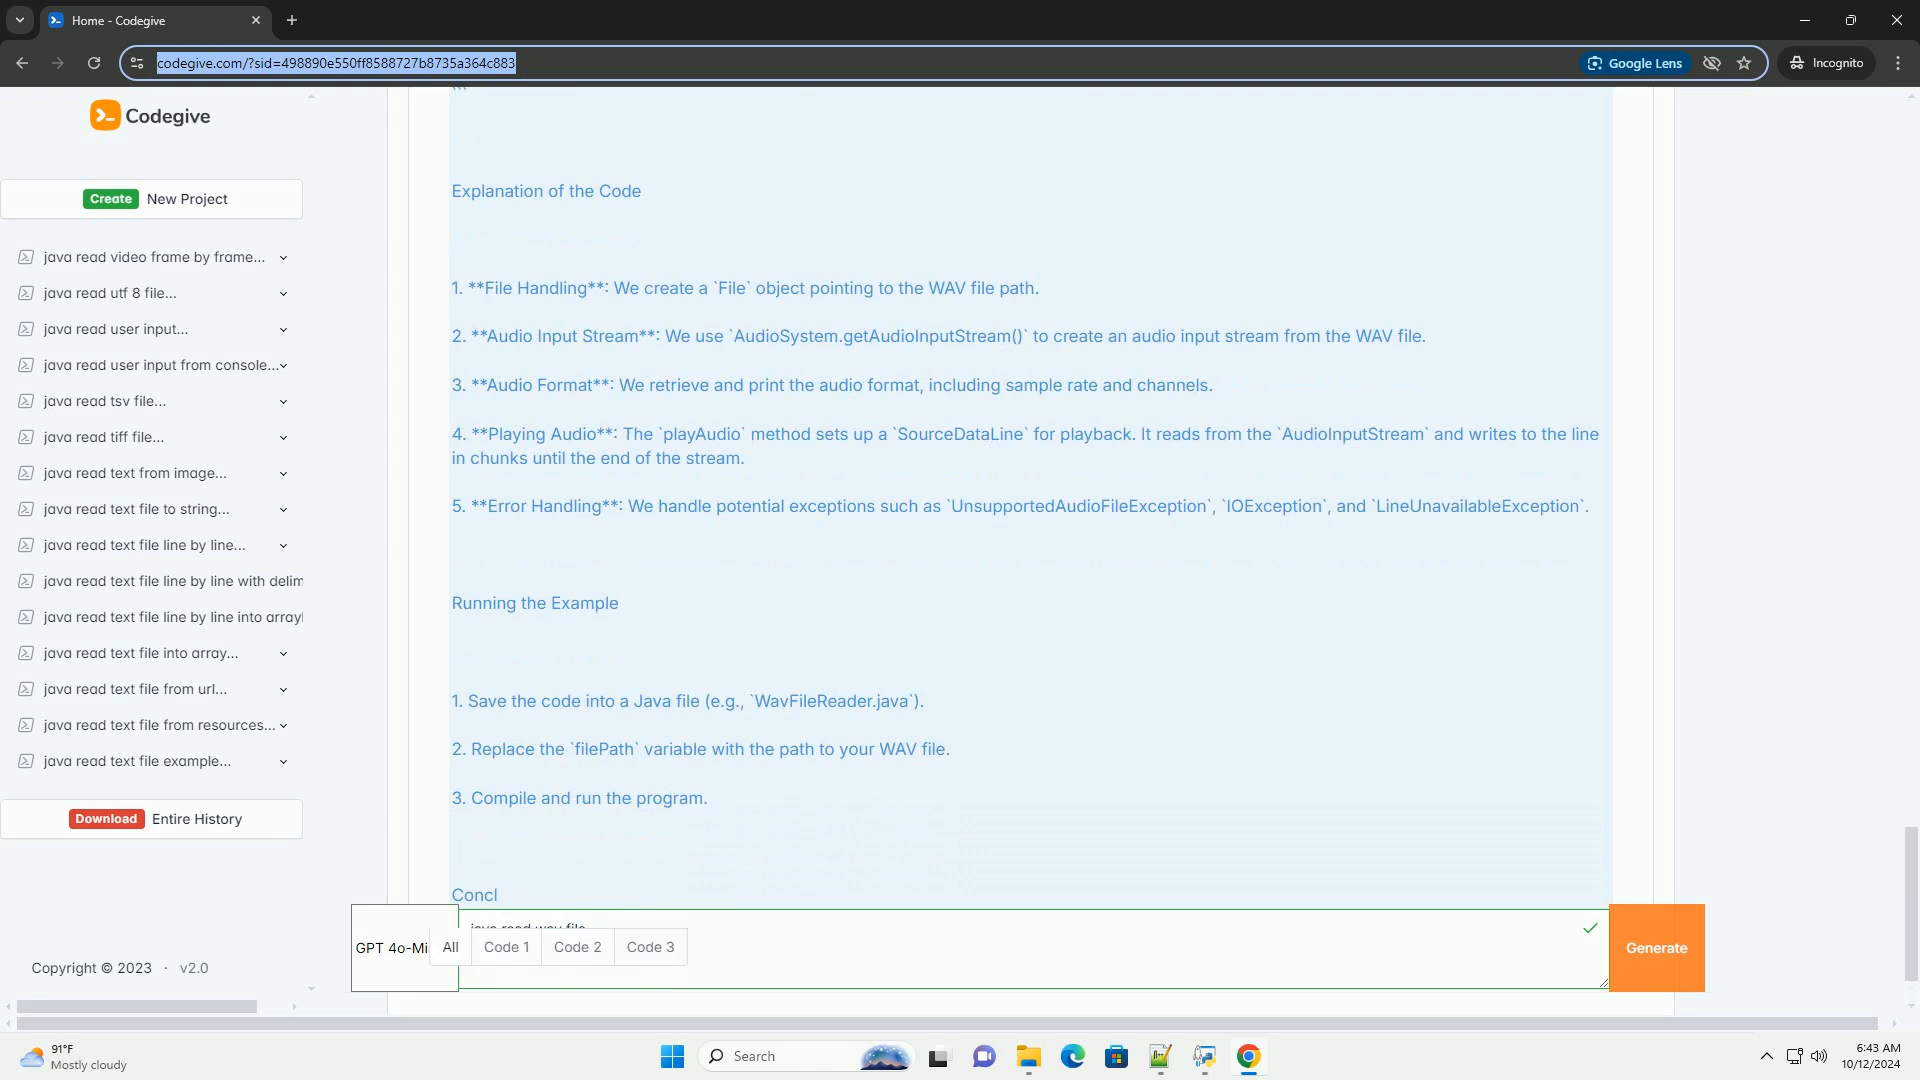 Home - Codegive
codegive.com/?sid=498890e550ff8588727b8735a364c883
Google Lens
Incognito
Codegive
Create New Project
java read video frame by frame...
java read utf 8 file...
java read user input...
java read user input from console...
java read tsv file...
java read tiff file...
java read text from image...
java read text file to string...
java read text file line by line...
java read text file line by line with delim
java read text file line by line into array
java read text file into array...
java read text file from url...
java read text file from resources...
java read text file example...
Download Entire History
Copyright © 2023 · v2.0
```
Explanation of the Code
1. **File Handling**: We create a `File` object pointing to the WAV file path.
2. **Audio Input Stream**: We use `AudioSystem.getAudioInputStream()` to create an audio input stream from the WAV file.
3. **Audio Format**: We retrieve and print the audio format, including sample rate and channels.
4. **Playing Audio**: The `playAudio` method sets up a `SourceDataLine` for playback. It reads from the `AudioInputStream` and writes to the line
in chunks until the end of the stream.
5. **Error Handling**: We handle potential exceptions such as `UnsupportedAudioFileException`, `IOException`, and `LineUnavailableException`.
Running the Example
1. Save the code into a Java file (e.g., `WavFileReader.java`).
2. Replace the `filePath` variable with the path to your WAV file.
3. Compile and run the program.
Concl
java read wav file
GPT 4o-Mi
All Code 1 Code 2 Code 3
Generate
91°F
Mostly cloudy
Search
6:43 AM
10/12/2024